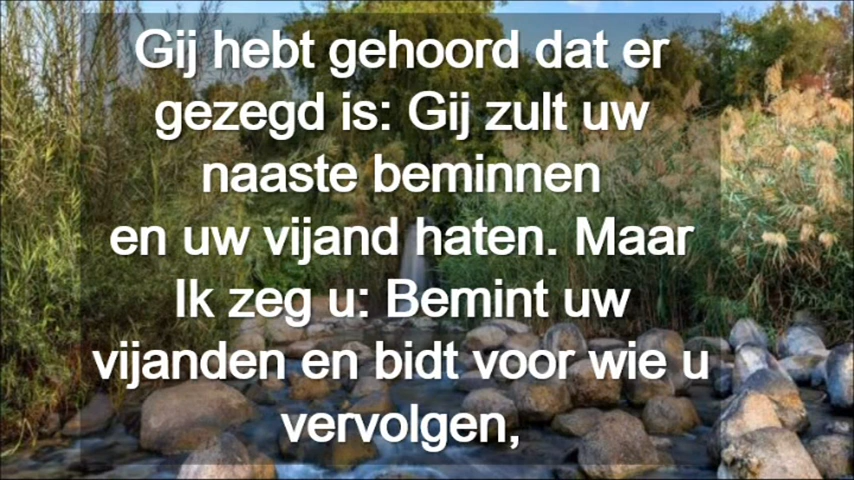 Gij hebt gehoord dat er
gezegd is: Gij zult uw
naaste beminnen
en uw vijand haten. Maar
Ik zeg u: Bemint uw
vijanden en bidt voor wie u
vervolgen,